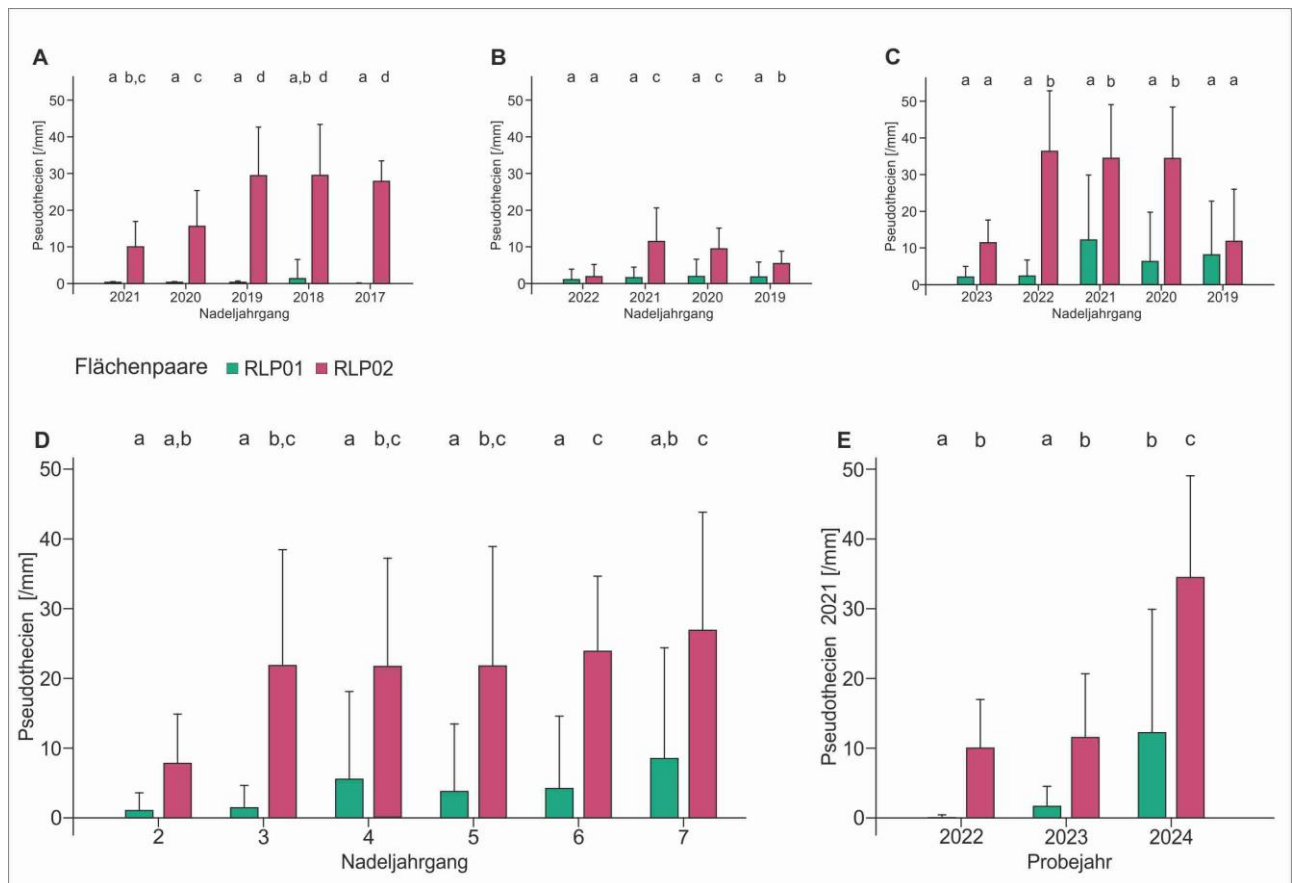 A
a b,c a c a d a,b d a d
Pseudothecien [/mm]
50
40
30
20
10
0
2021 2020 2019 2018 2017
Nadeljahrgang
B
a a a c a c a b
Pseudothecien [/mm]
50
40
30
20
10
0
2022 2021 2020 2019
Nadeljahrgang
C
a a a b a b a b a a
Pseudothecien [/mm]
50
40
30
20
10
0
2023 2022 2021 2020 2019
Nadeljahrgang
Flächenpaare RLP01 RLP02
D
a a,b a b,c a b,c a b,c a c a,b c
Pseudothecien [/mm]
50
40
30
20
10
0
2 3 4 5 6 7
Nadeljahrgang
E
a b a b b c
Pseudothecien 2021 [/mm]
50
40
30
20
10
0
2022 2023 2024
Probejahr